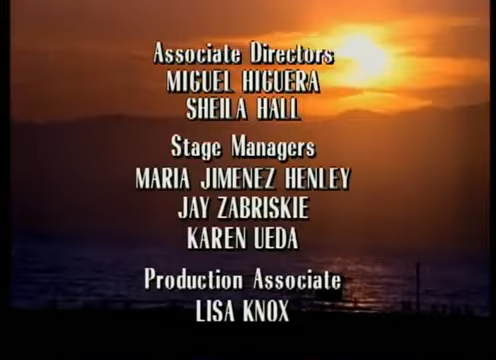 Associate Directors
MIGUEL HIGUERA
SHEILA HALL
Stage Managers
MARIA JIMENEZ HENLEY
JAY ZABRISKIE
KAREN UEDA
Production Associate
LISA KNOX